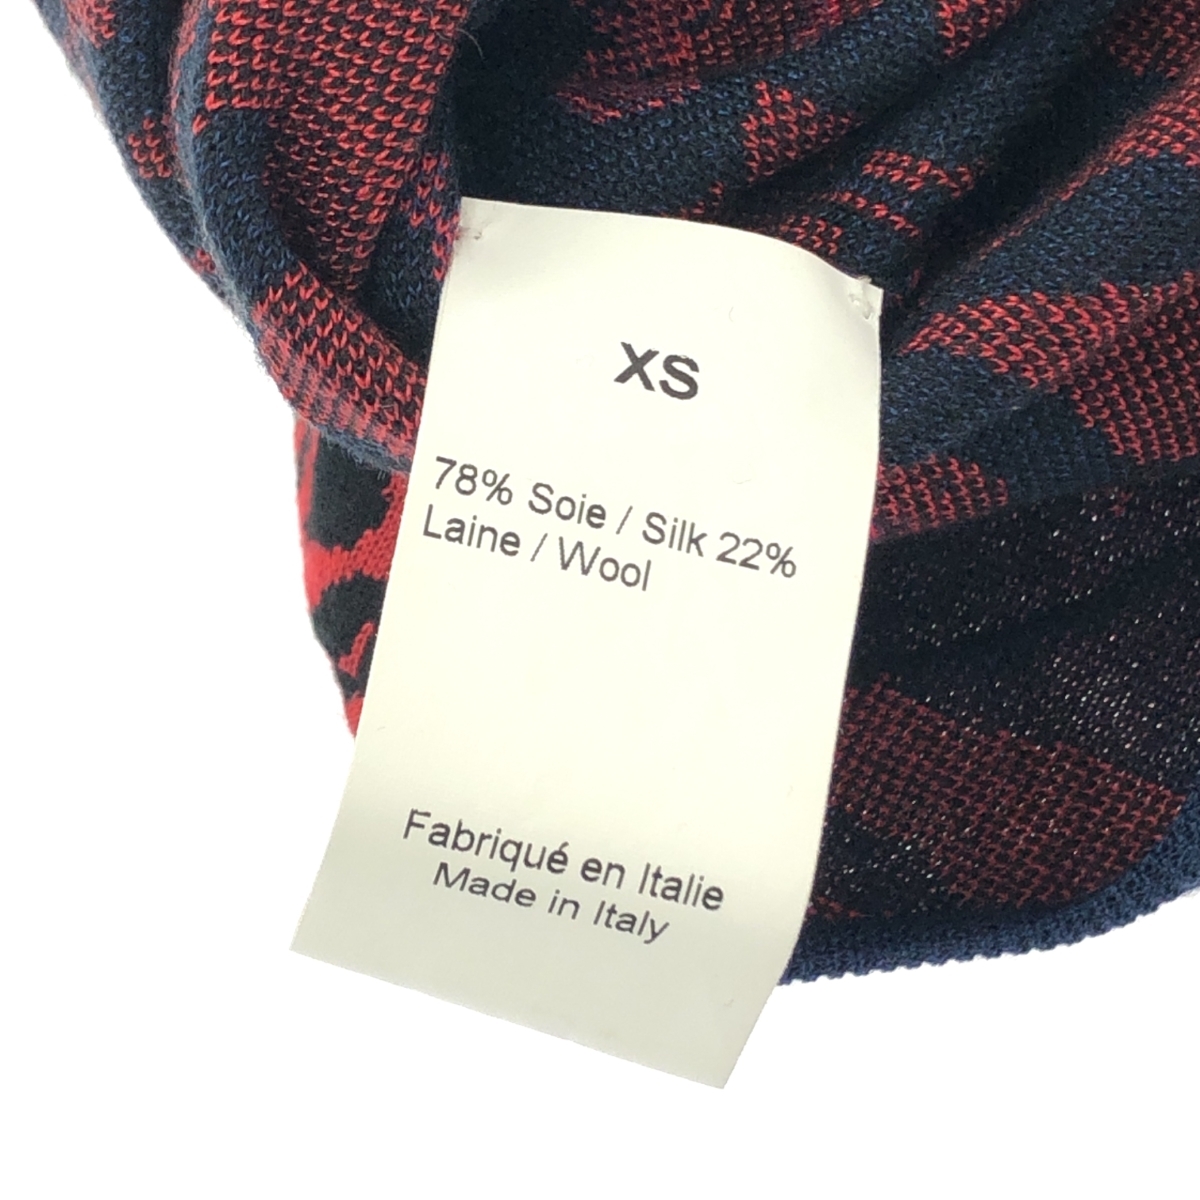 XS
78% Soie / Silk 22%
Laine / Wool
Fabriqué en Italie
Made in Italy